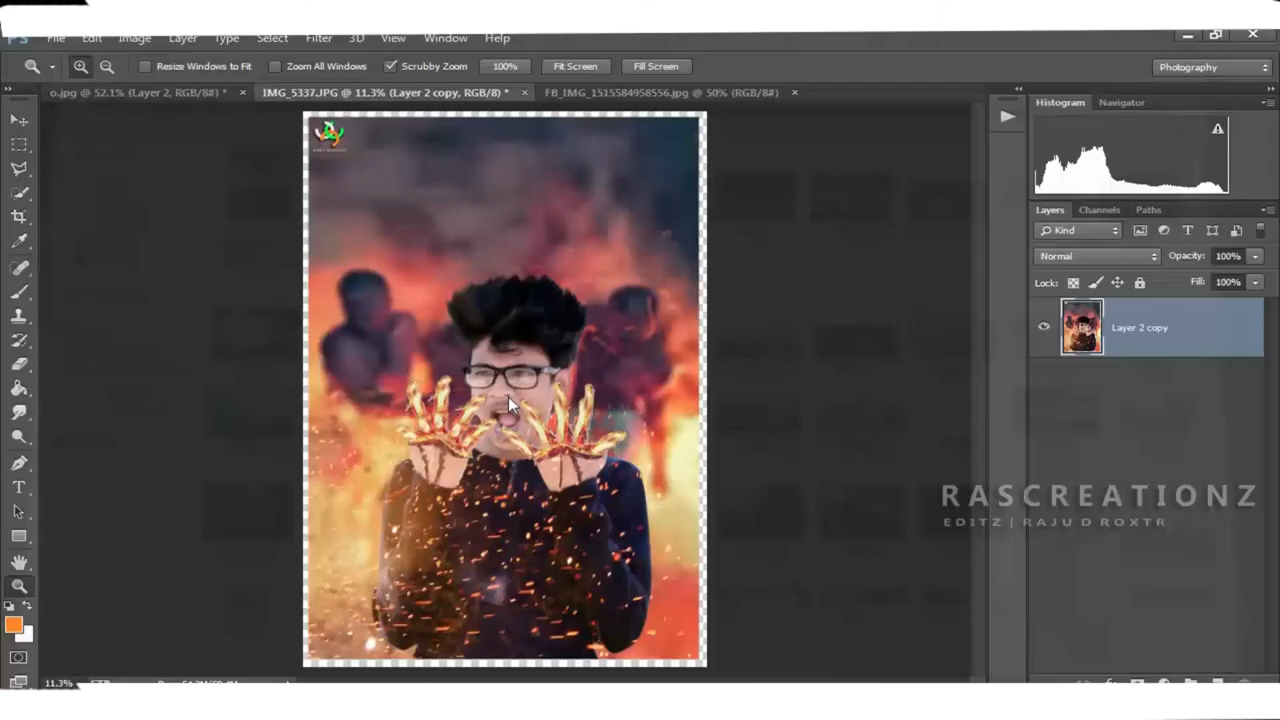 File Edit Image Layer Type Select Filter 3D View Window Help
Resize Windows to Fit Zoom All Windows Scrubby Zoom 100% Fit Screen Fill Screen Photography
o.jpg @ 52.1% (Layer 2, RGB/8#) * IMG_5337.JPG @ 11.3% (Layer 2 copy, RGB/8) * FB_IMG_1515584958556.jpg @ 50% (RGB/8#)
Histogram Navigator
Layers Channels Paths
Kind
Normal Opacity: 100%
Lock: Fill: 100%
Layer 2 copy
RASCREATIONZ
EDITZ | RAJU D ROXTR
11.3%